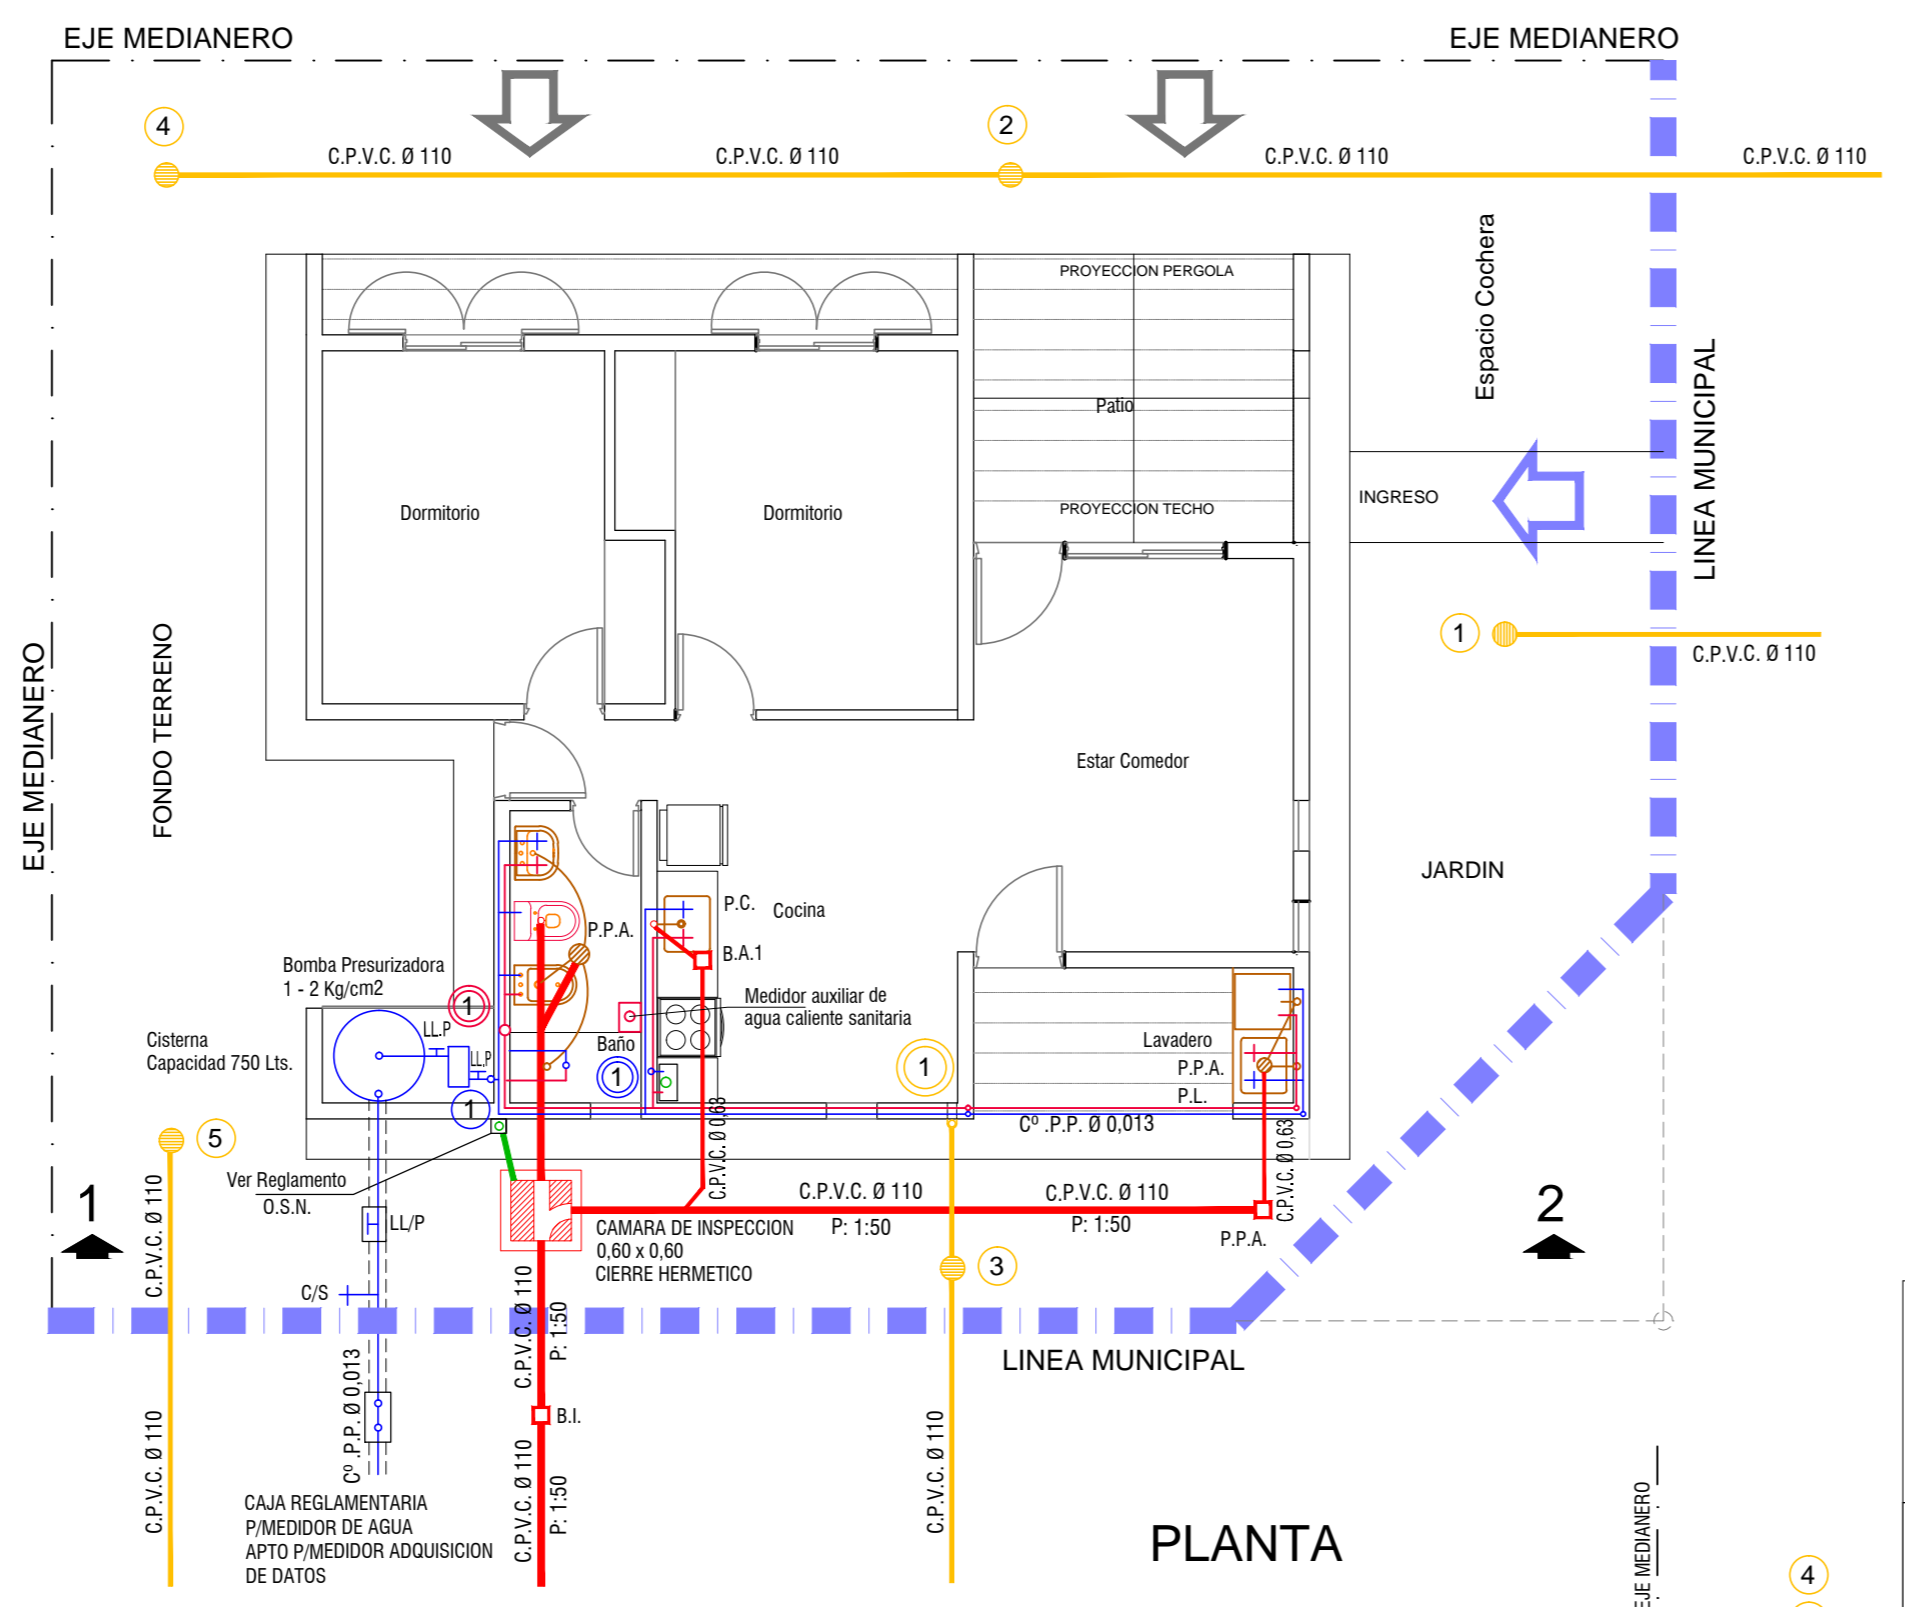 EJE MEDIANERO
EJE MEDIANERO
4
2
C.P.V.C. Ø 110
C.P.V.C. Ø 110
C.P.V.C. Ø 110
C.P.V.C. Ø 110
PROYECCION PERGOLA
Espacio Cochera
LINEA MUNICIPAL
Patio
INGRESO
PROYECCION TECHO
Dormitorio
Dormitorio
1
C.P.V.C. Ø 110
EJE MEDIANERO
FONDO TERRENO
Estar Comedor
JARDIN
P.C.
Cocina
P.P.A.
B.A.1
Bomba Presurizadora
1 - 2 Kg/cm2
1
Medidor auxiliar de
agua caliente sanitaria
Cisterna
Capacidad 750 Lts.
LL.P
LL.P
Baño
1
1
Lavadero
P.P.A.
P.L.
1
Cº .P.P. Ø 0,013
5
C.P.V.C. Ø 0,63
C.P.V.C. Ø 0,63
Ver Reglamento
O.S.N.
1
C.P.V.C. Ø 110
LL/P
C.P.V.C. Ø 110
P: 1:50
C.P.V.C. Ø 110
P: 1:50
P.P.A.
2
CAMARA DE INSPECCION
0,60 x 0,60
CIERRE HERMETICO
3
C/S
C.P.V.C. Ø 110
P: 1:50
LINEA MUNICIPAL
Cº .P.P. Ø 0,013
B.I.
C.P.V.C. Ø 110
C.P.V.C. Ø 110
P: 1:50
C.P.V.C. Ø 110
CAJA REGLAMENTARIA
P/MEDIDOR DE AGUA
APTO P/MEDIDOR ADQUISICION
DE DATOS
PLANTA
EJE MEDIANERO
4